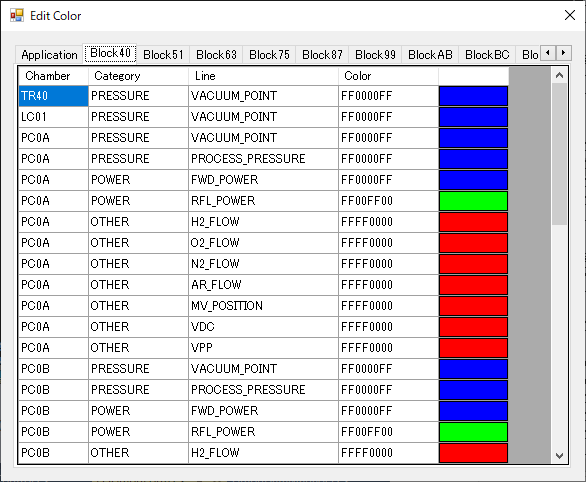 Edit Color
Application Block40 Block51 Block63 Block75 Block87 Block99 BlockAB BlockBC Blo
Chamber Category Line Color
TR40 PRESSURE VACUUM_POINT FF0000FF
LC01 PRESSURE VACUUM_POINT FF0000FF
PC0A PRESSURE VACUUM_POINT FF0000FF
PC0A PRESSURE PROCESS_PRESSURE FF0000FF
PC0A POWER FWD_POWER FF0000FF
PC0A POWER RFL_POWER FF00FF00
PC0A OTHER H2_FLOW FFFF0000
PC0A OTHER O2_FLOW FFFF0000
PC0A OTHER N2_FLOW FFFF0000
PC0A OTHER AR_FLOW FFFF0000
PC0A OTHER MV_POSITION FFFF0000
PC0A OTHER VDC FFFF0000
PC0A OTHER VPP FFFF0000
PC0B PRESSURE VACUUM_POINT FF0000FF
PC0B PRESSURE PROCESS_PRESSURE FF0000FF
PC0B POWER FWD_POWER FF0000FF
PC0B POWER RFL_POWER FF00FF00
PC0B OTHER H2_FLOW FFFF0000